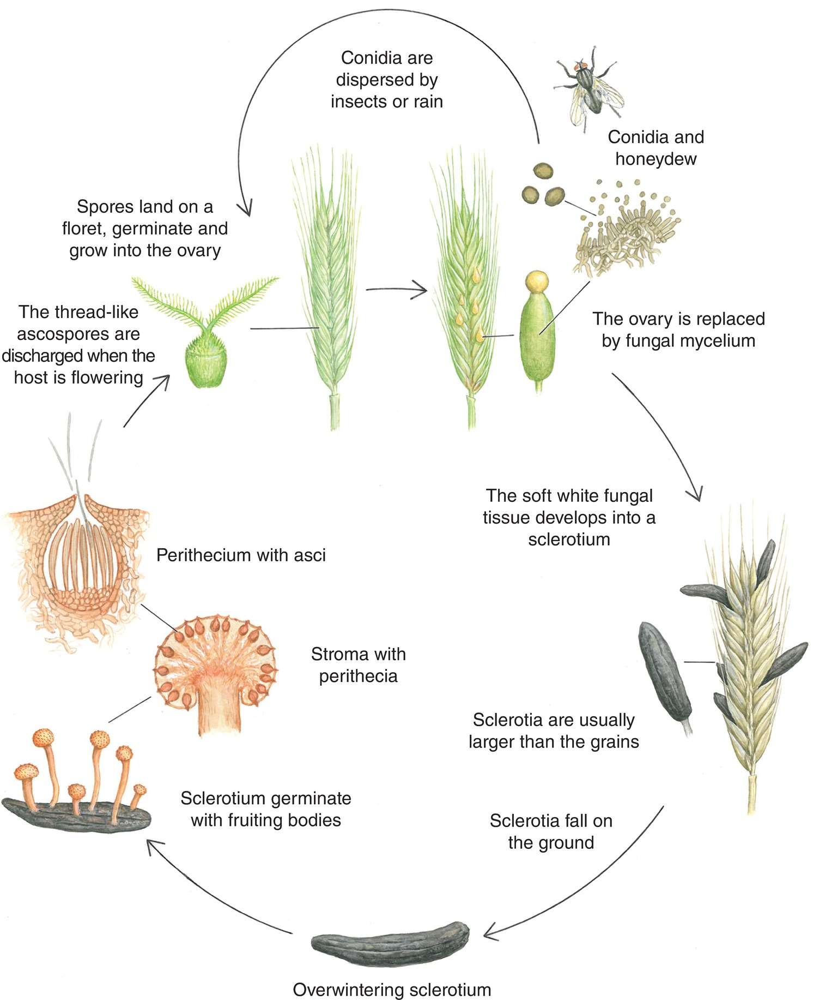 Conidia are
dispersed by
insects or rain
Conidia and
honeydew
Spores land on a
floret, germinate and
grow into the ovary
The thread-like
ascospores are
discharged when the
host is flowering
The ovary is replaced
by fungal mycelium
The soft white fungal
tissue develops into a
sclerotium
Perithecium with asci
Stroma with
perithecia
Sclerotia are usually
larger than the grains
Sclerotium germinate
with fruiting bodies
Sclerotia fall on
the ground
Overwintering sclerotium